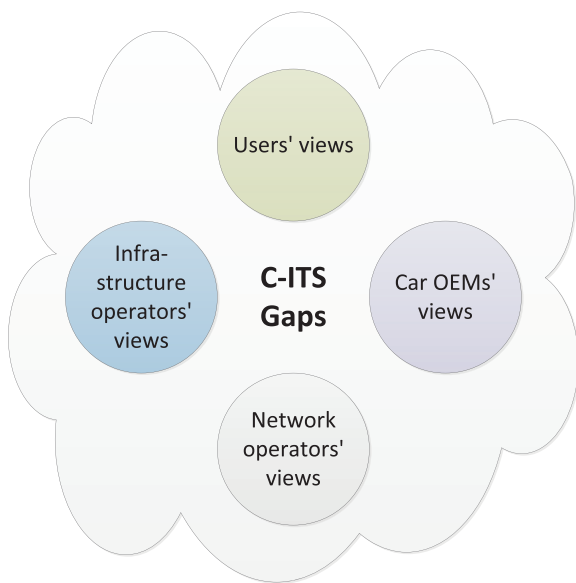 Users' views
Infra-
structure
operators'
views
C-ITS
Gaps
Car OEMs'
views
Network
operators'
views